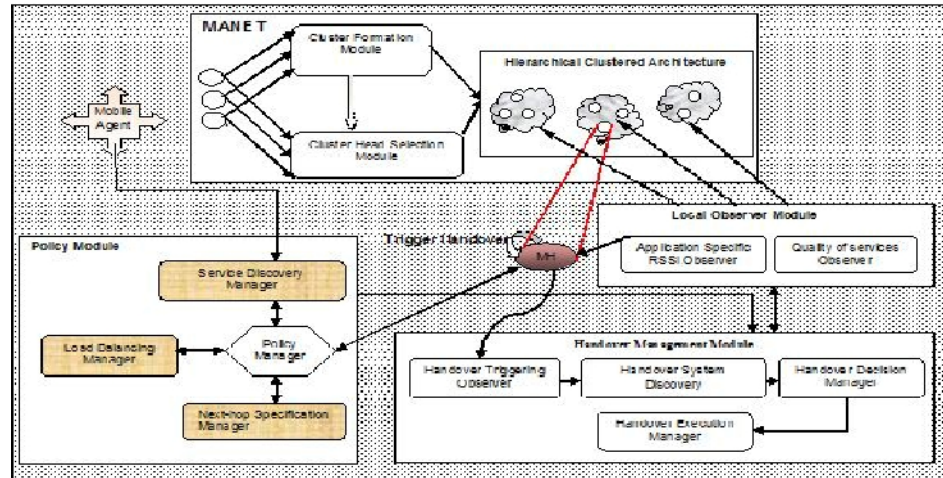 MANET
Cluster Formation
Module
Hierarchical Clustered Architecture
Mobile
Agent
Cluster Head Selection
Module
Local Observer Module
Policy Module
Trigger Handover
MH
Application Specific
RSSI Observer
Quality of services
Observer
Service Discovery
Manager
Policy
Manager
Load Balancing
Manager
Next-hop Specification
Manager
Handover Management Module
Handover Triggering
Observer
Handover System
Discovery
Handover Decision
Manager
Handover Execution
Manager